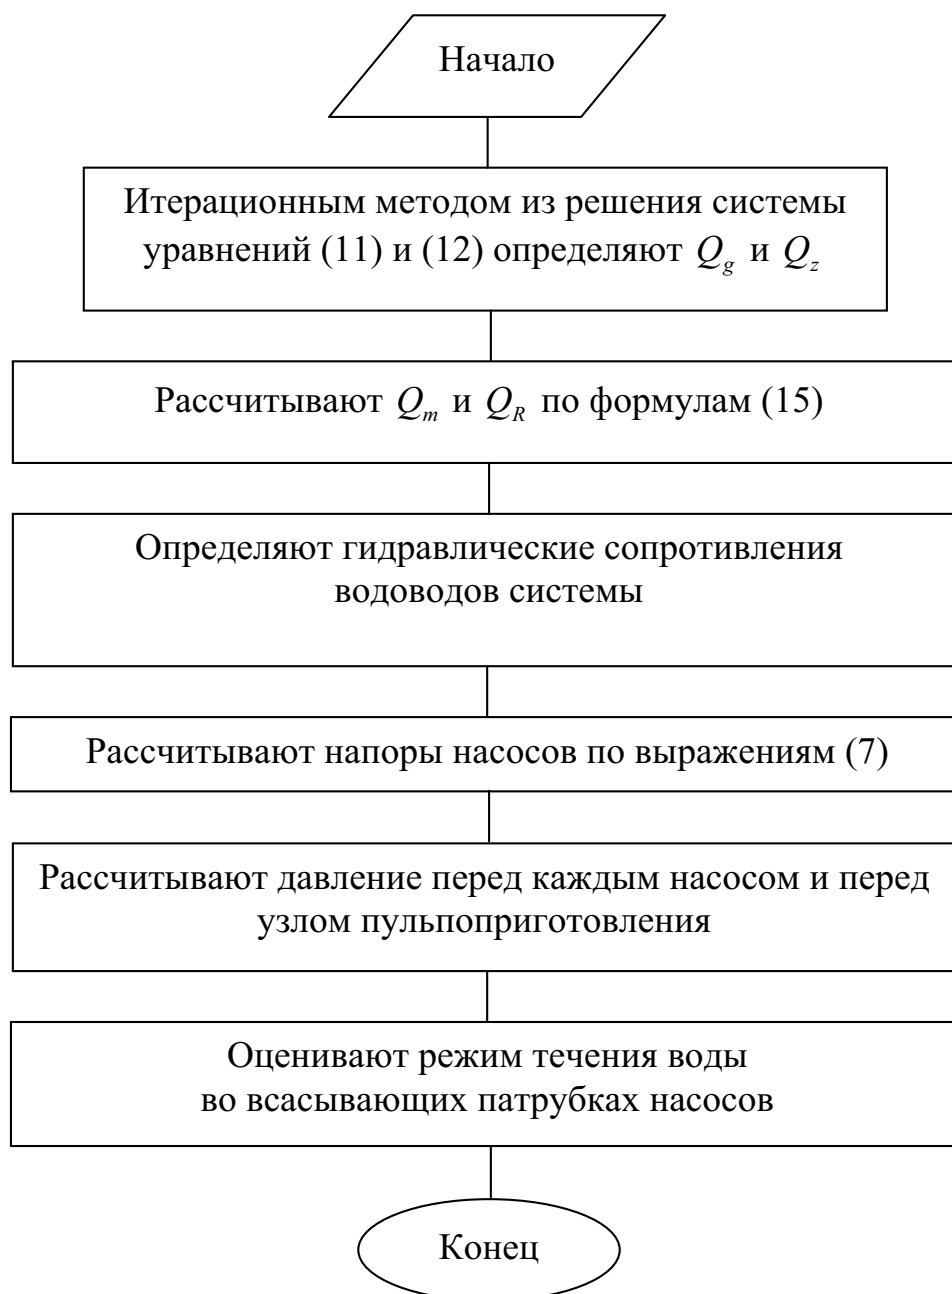 Начало
Итерационным методом из решения системы
уравнений (11) и (12) определяют Q_g и Q_z
Рассчитывают Q_m и Q_R по формулам (15)
Определяют гидравлические сопротивления
водоводов системы
Рассчитывают напоры насосов по выражениям (7)
Рассчитывают давление перед каждым насосом и перед
узлом пульпоприготовления
Оценивают режим течения воды
во всасывающих патрубках насосов
Конец